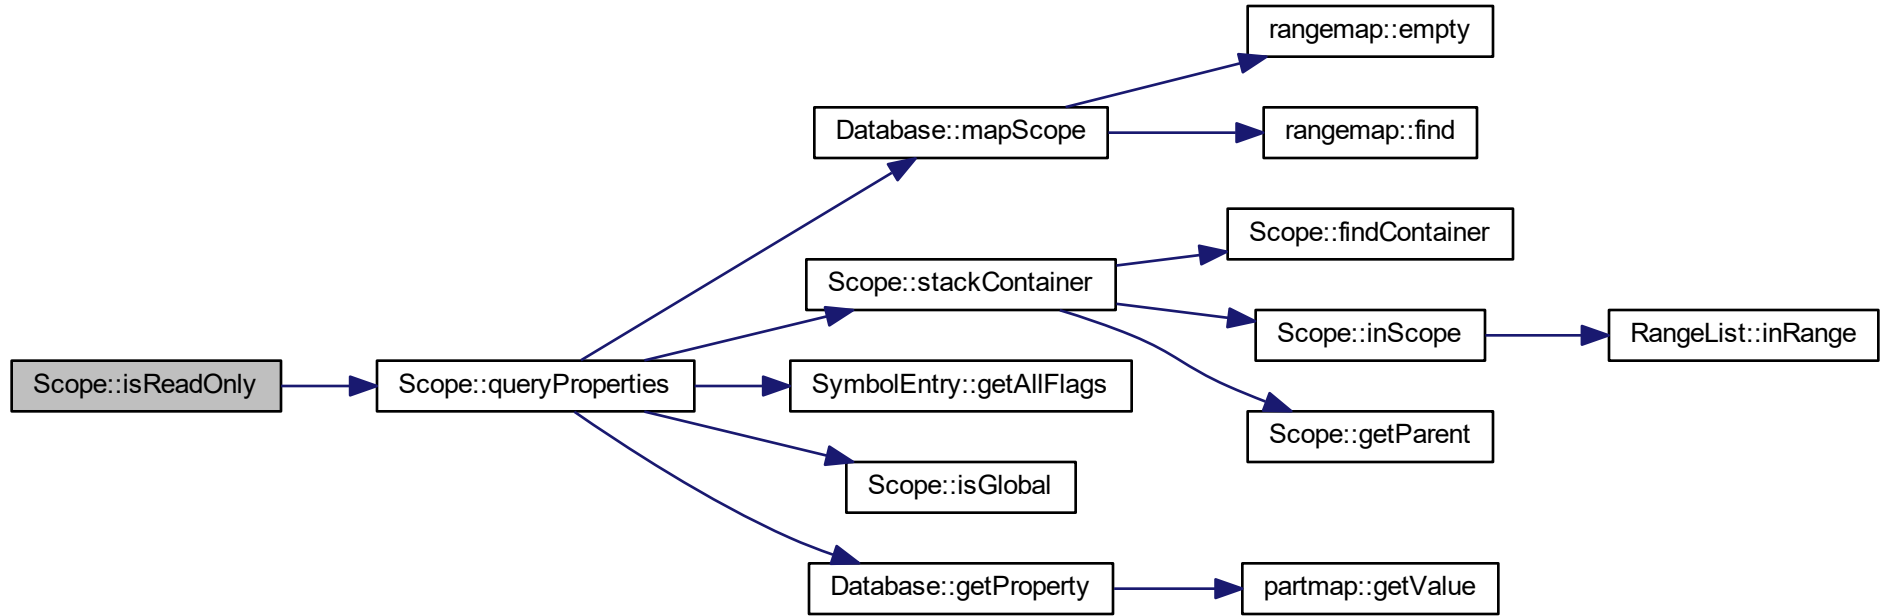 rangemap::empty
Database::mapScope
rangemap::find
Scope::findContainer
Scope::stackContainer
Scope::inScope
RangeList::inRange
Scope::isReadOnly
Scope::queryProperties
SymbolEntry::getAllFlags
Scope::getParent
Scope::isGlobal
Database::getProperty
partmap::getValue